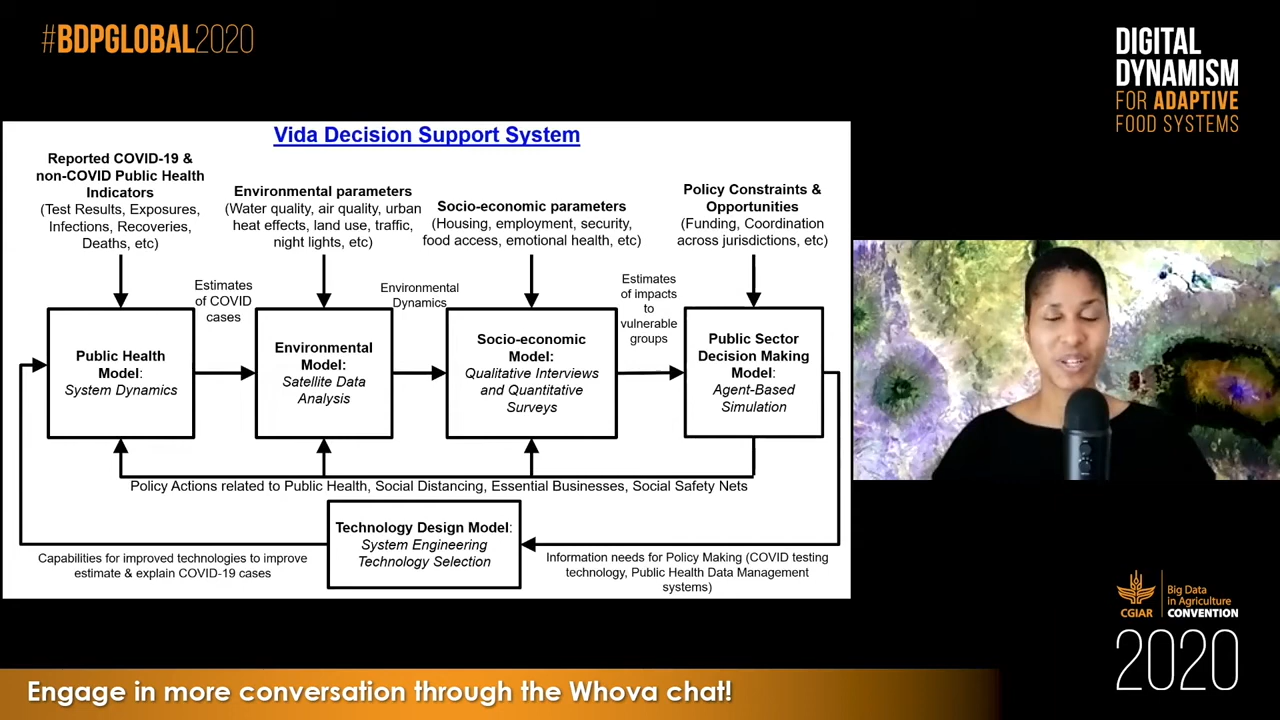 #BDPGLOBAL2020
DIGITAL
DYNAMISM
FOR ADAPTIVE
FOOD SYSTEMS
Vida Decision Support System
Reported COVID-19 &
non-COVID Public Health
Indicators
(Test Results, Exposures,
Infections, Recoveries,
Deaths, etc)
Environmental parameters
(Water quality, air quality, urban
heat effects, land use, traffic,
night lights, etc)
Socio-economic parameters
(Housing, employment, security,
food access, emotional health, etc)
Policy Constraints &
Opportunities
(Funding, Coordination
across jurisdictions, etc)
Estimates
of COVID
cases
Environmental
Dynamics
Estimates
of impacts
to
vulnerable
groups
Public Health
Model:
System Dynamics
Environmental
Model:
Satellite Data
Analysis
Socio-economic
Model:
Qualitative Interviews
and Quantitative
Surveys
Public Sector
Decision Making
Model:
Agent-Based
Simulation
Policy Actions related to Public Health, Social Distancing, Essential Businesses, Social Safety Nets
Technology Design Model:
System Engineering
Technology Selection
Capabilities for improved technologies to improve
estimate & explain COVID-19 cases
Information needs for Policy Making (COVID testing
technology, Public Health Data Management
systems)
CGIAR
Big Data
in Agriculture
CONVENTION
2020
Engage in more conversation through the Whova chat!